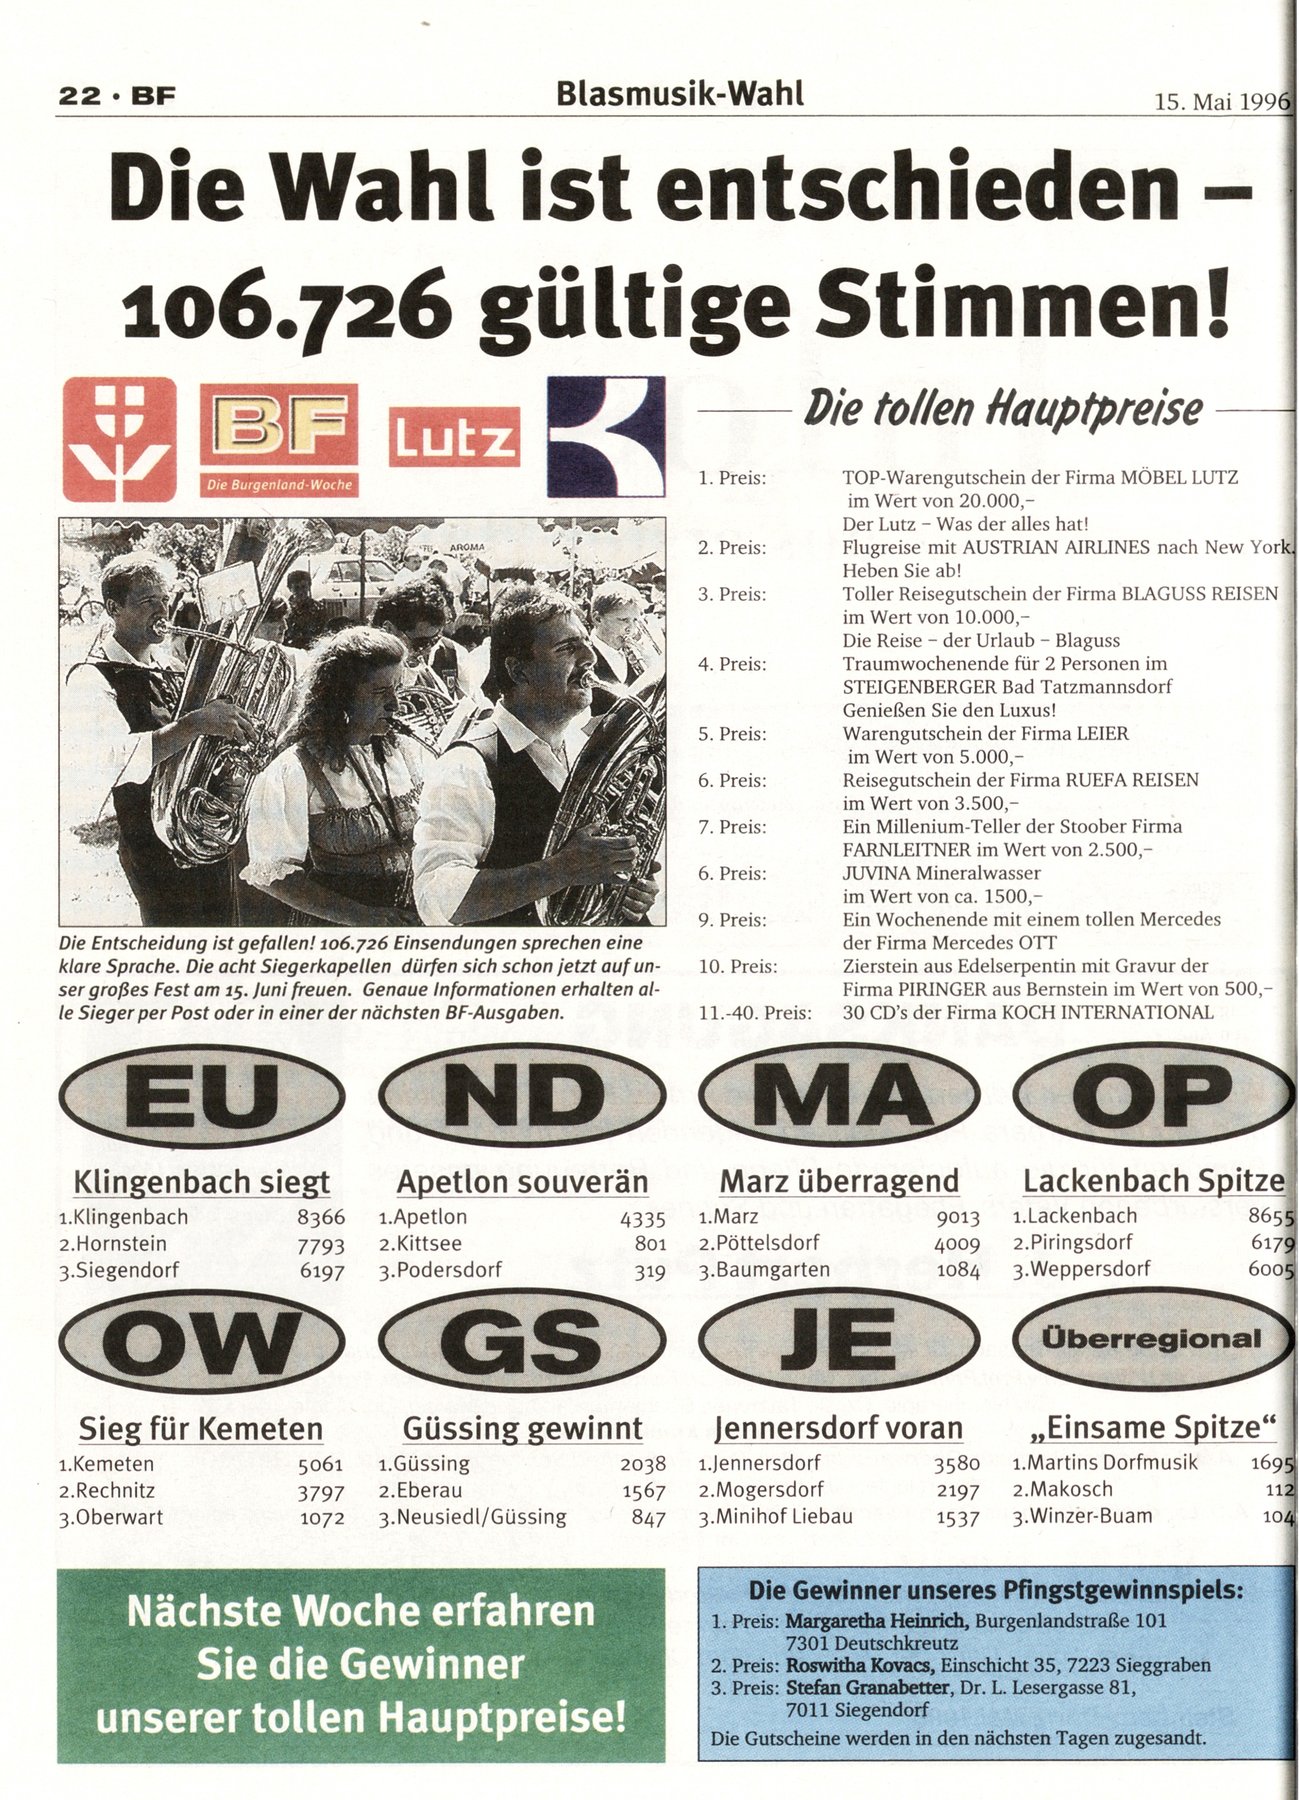 22 · BF
Blasmusik-Wahl
15. Mai 1996
Die Wahl ist entschieden –
106.726 gültige Stimmen!
BF
Die Burgenland-Woche
Lutz
AROMA
Die Entscheidung ist gefallen! 106.726 Einsendungen sprechen eine
klare Sprache. Die acht Siegerkapellen dürfen sich schon jetzt auf un-
ser großes Fest am 15. Juni freuen. Genaue Informationen erhalten al-
le Sieger per Post oder in einer der nächsten BF-Ausgaben.
Die tollen Hauptpreise
1. Preis: TOP-Warengutschein der Firma MÖBEL LUTZ
im Wert von 20.000,–
Der Lutz – Was der alles hat!
2. Preis: Flugreise mit AUSTRIAN AIRLINES nach New York.
Heben Sie ab!
3. Preis: Toller Reisegutschein der Firma BLAGUSS REISEN
im Wert von 10.000,–
Die Reise – der Urlaub – Blaguss
4. Preis: Traumwochenende für 2 Personen im
STEIGENBERGER Bad Tatzmannsdorf
Genießen Sie den Luxus!
5. Preis: Warengutschein der Firma LEIER
im Wert von 5.000,–
6. Preis: Reisegutschein der Firma RUEFA REISEN
im Wert von 3.500,–
7. Preis: Ein Millenium-Teller der Stoober Firma
FARNLEITNER im Wert von 2.500,–
6. Preis: JUVINA Mineralwasser
im Wert von ca. 1500,–
9. Preis: Ein Wochenende mit einem tollen Mercedes
der Firma Mercedes OTT
10. Preis: Zierstein aus Edelserpentin mit Gravur der
Firma PIRINGER aus Bernstein im Wert von 500,–
11.-40. Preis: 30 CD's der Firma KOCH INTERNATIONAL
EU
Klingenbach siegt
1.Klingenbach 8366
2.Hornstein 7793
3.Siegendorf 6197
ND
Apetlon souverän
1.Apetlon 4335
2.Kittsee 801
3.Podersdorf 319
MA
Marz überragend
1.Marz 9013
2.Pöttelsdorf 4009
3.Baumgarten 1084
OP
Lackenbach Spitze
1.Lackenbach 8655
2.Piringsdorf 6179
3.Weppersdorf 6005
OW
Sieg für Kemeten
1.Kemeten 5061
2.Rechnitz 3797
3.Oberwart 1072
GS
Güssing gewinnt
1.Güssing 2038
2.Eberau 1567
3.Neusiedl/Güssing 847
JE
Jennersdorf voran
1.Jennersdorf 3580
2.Mogersdorf 2197
3.Minihof Liebau 1537
Überregional
„Einsame Spitze“
1.Martins Dorfmusik 1695
2.Makosch 112
3.Winzer-Buam 104
Nächste Woche erfahren
Sie die Gewinner
unserer tollen Hauptpreise!
Die Gewinner unseres Pfingstgewinnspiels:
1. Preis: Margaretha Heinrich, Burgenlandstraße 101
7301 Deutschkreutz
2. Preis: Roswitha Kovacs, Einschicht 35, 7223 Sieggraben
3. Preis: Stefan Granabetter, Dr. L. Lesergasse 81,
7011 Siegendorf
Die Gutscheine werden in den nächsten Tagen zugesandt.